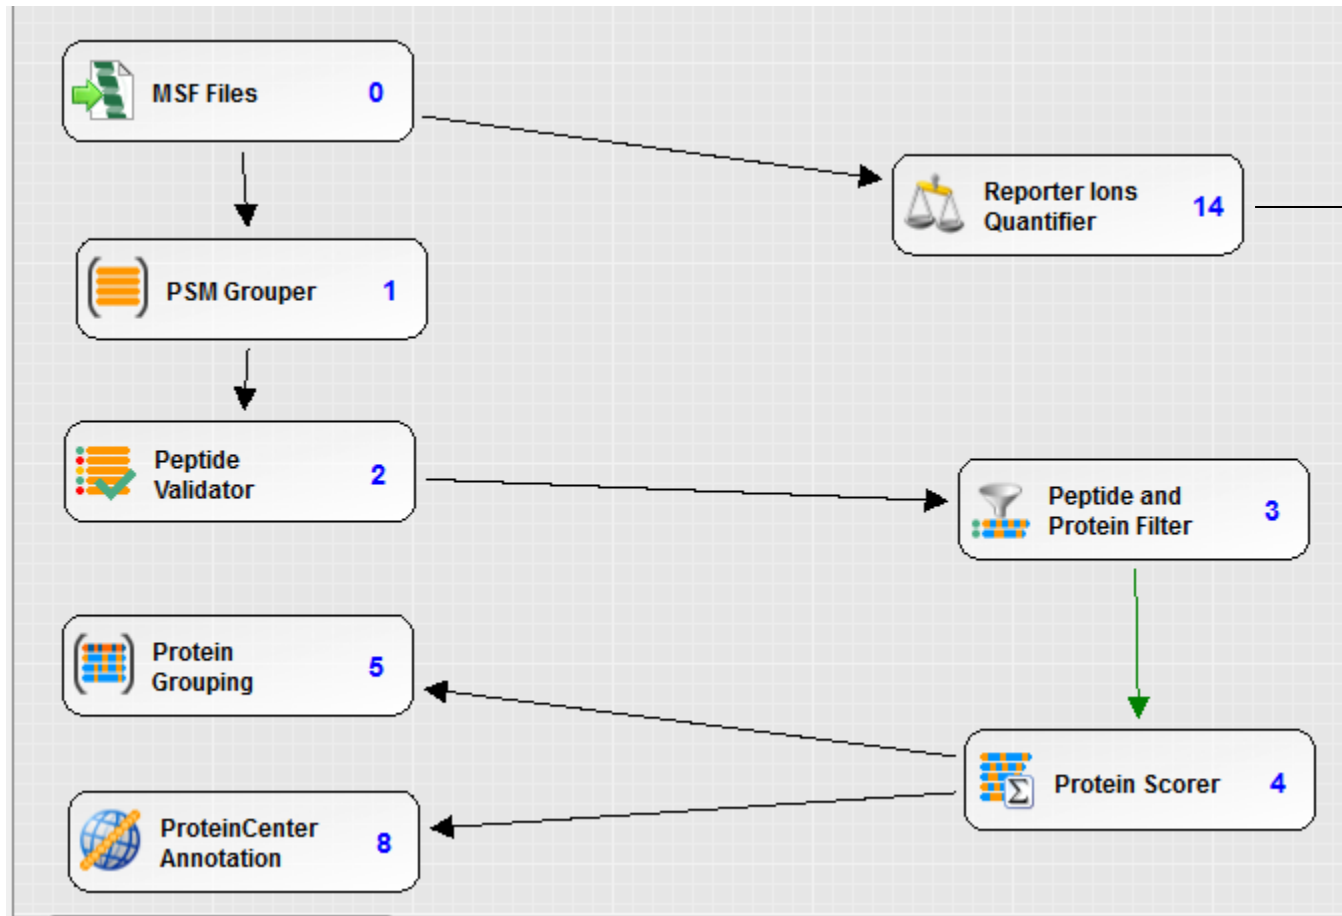 MSF Files 0
Reporter Ions
Quantifier 14
PSM Grouper 1
Peptide
Validator 2
Peptide and
Protein Filter 3
Protein
Grouping 5
Protein Scorer 4
Σ
ProteinCenter
Annotation 8